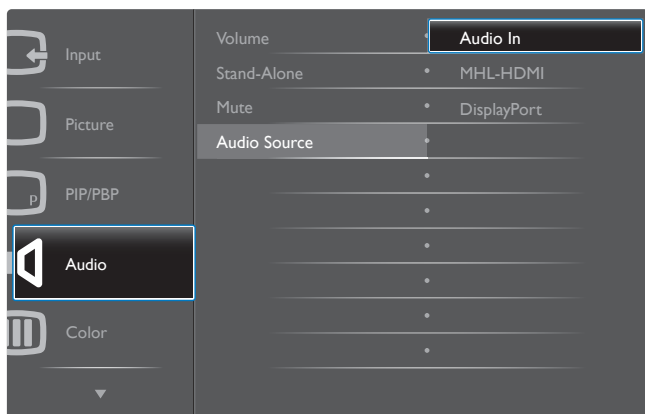 Input
Picture
P
PIP/PBP
Audio
Color
Volume
Stand-Alone
Mute
Audio Source
Audio In
MHL-HDMI
DisplayPort